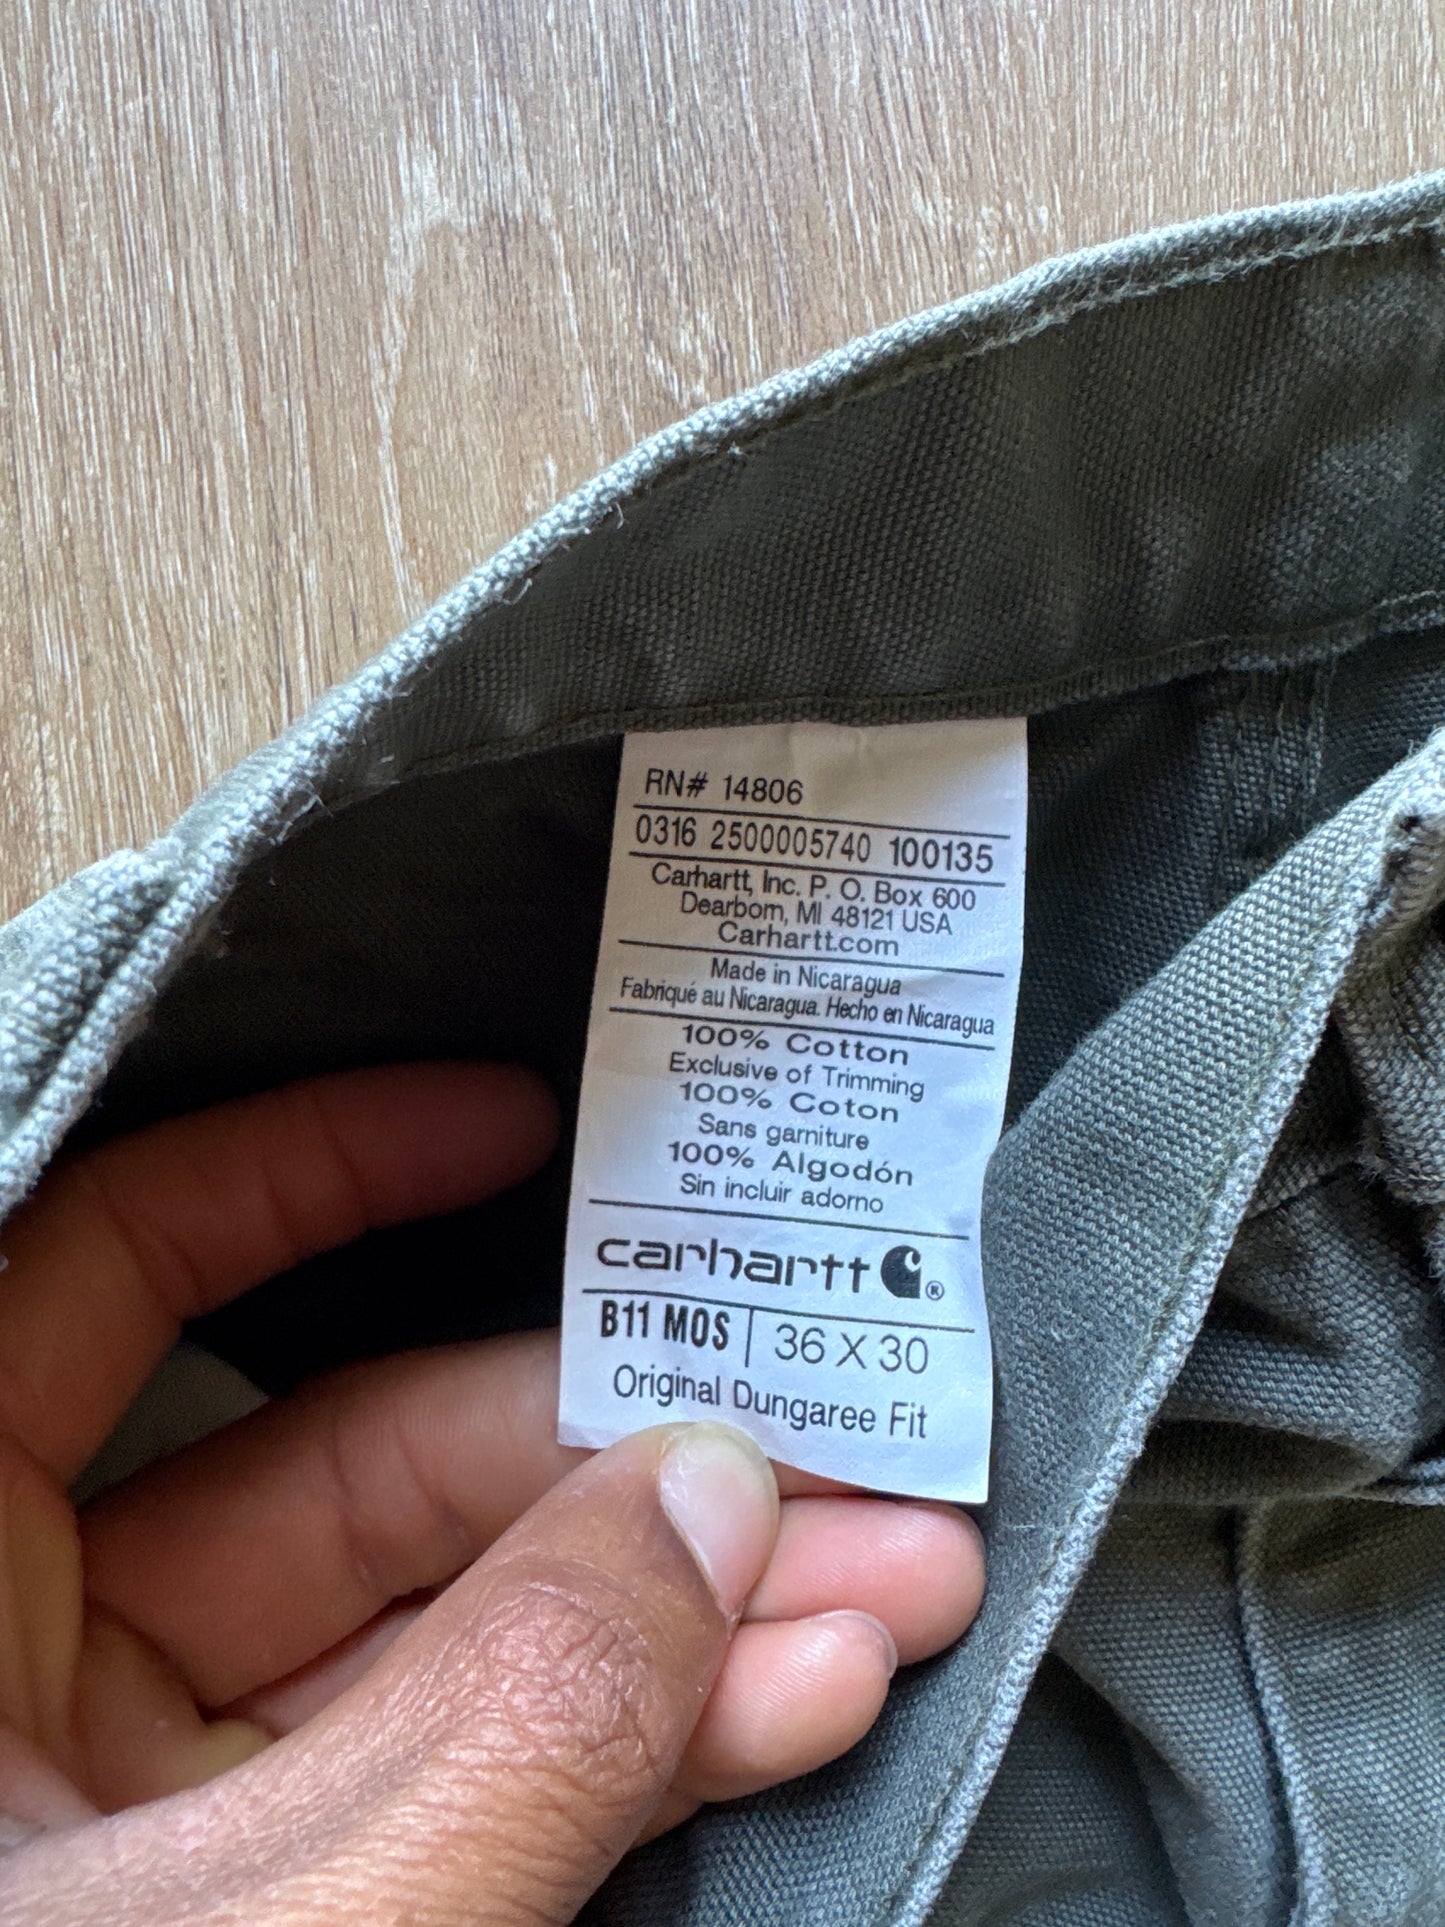 RN# 14806
0316 2500005740 100135
Carhartt, Inc. P. O. Box 600
Dearborn, MI 48121 USA
Carhartt.com
Made in Nicaragua
Fabriqué au Nicaragua. Hecho en Nicaragua
100% Cotton
Exclusive of Trimming
100% Coton
Sans garniture
100% Algodón
Sin incluir adorno
carhartt ®
B11 MOS | 36 X 30
Original Dungaree Fit